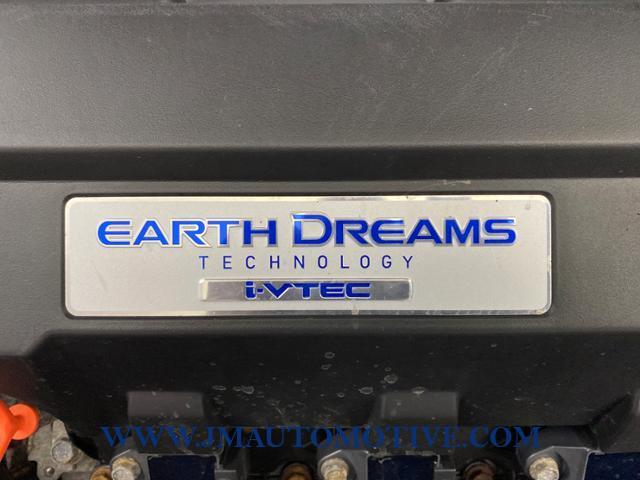 EARTH DREAMS
TECHNOLOGY
i-VTEC
WWW.JMAUTOMOTIVE.COM